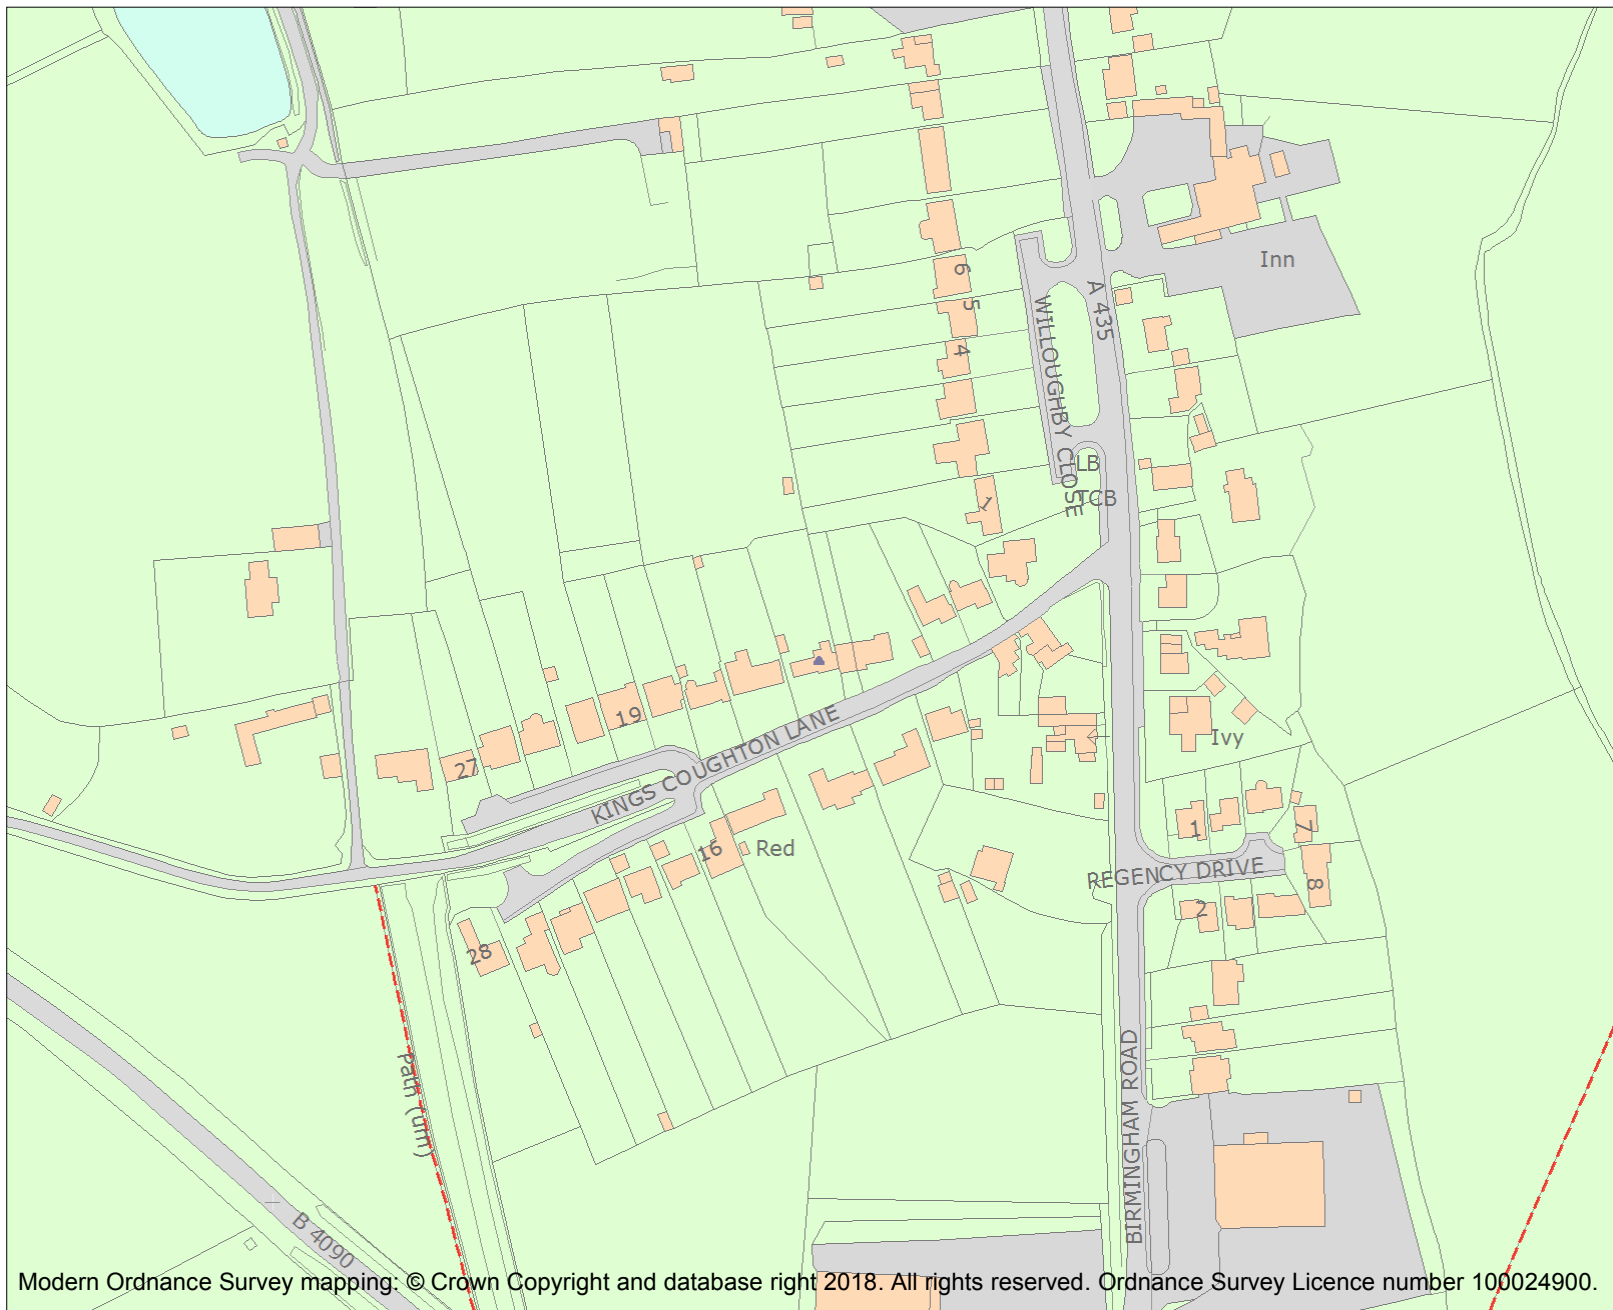 Inn
A 435
6
5
4
WILLOUGHBY CLOSE
LB
TCB
1
19
27
KINGS COUGHTON LANE
Ivy
16
Red
1
7
REGENCY DRIVE
8
2
28
Path (um)
BIRMINGHAM ROAD
B 4090
Modern Ordnance Survey mapping: © Crown Copyright and database right 2018. All rights reserved. Ordnance Survey Licence number 100024900.